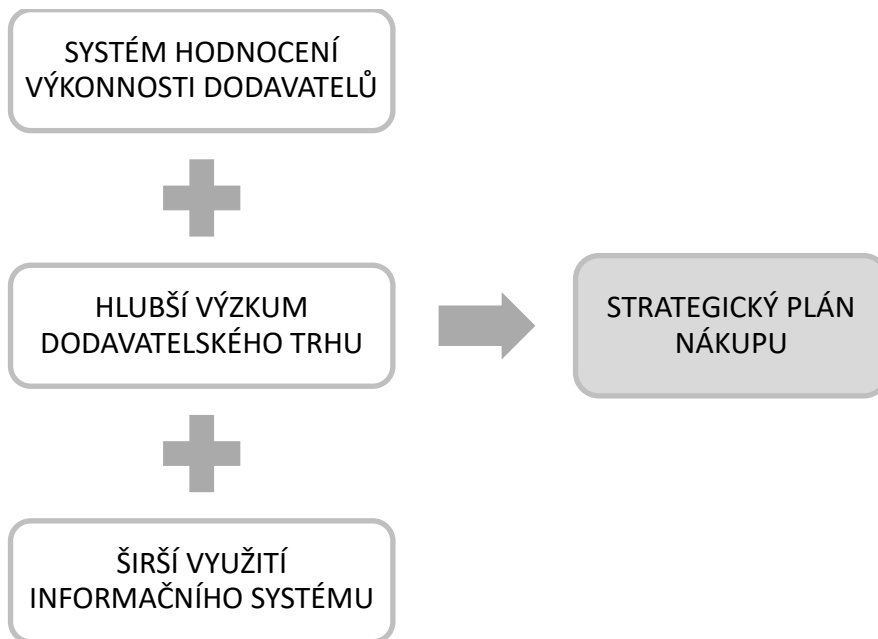 SYSTÉM HODNOCENÍ
VÝKONNOSTI DODAVATELŮ
HLUBŠÍ VÝZKUM
DODAVATELSKÉHO TRHU
STRATEGICKÝ PLÁN
NÁKUPU
ŠIRŠÍ VYUŽITÍ
INFORMAČNÍHO SYSTÉMU